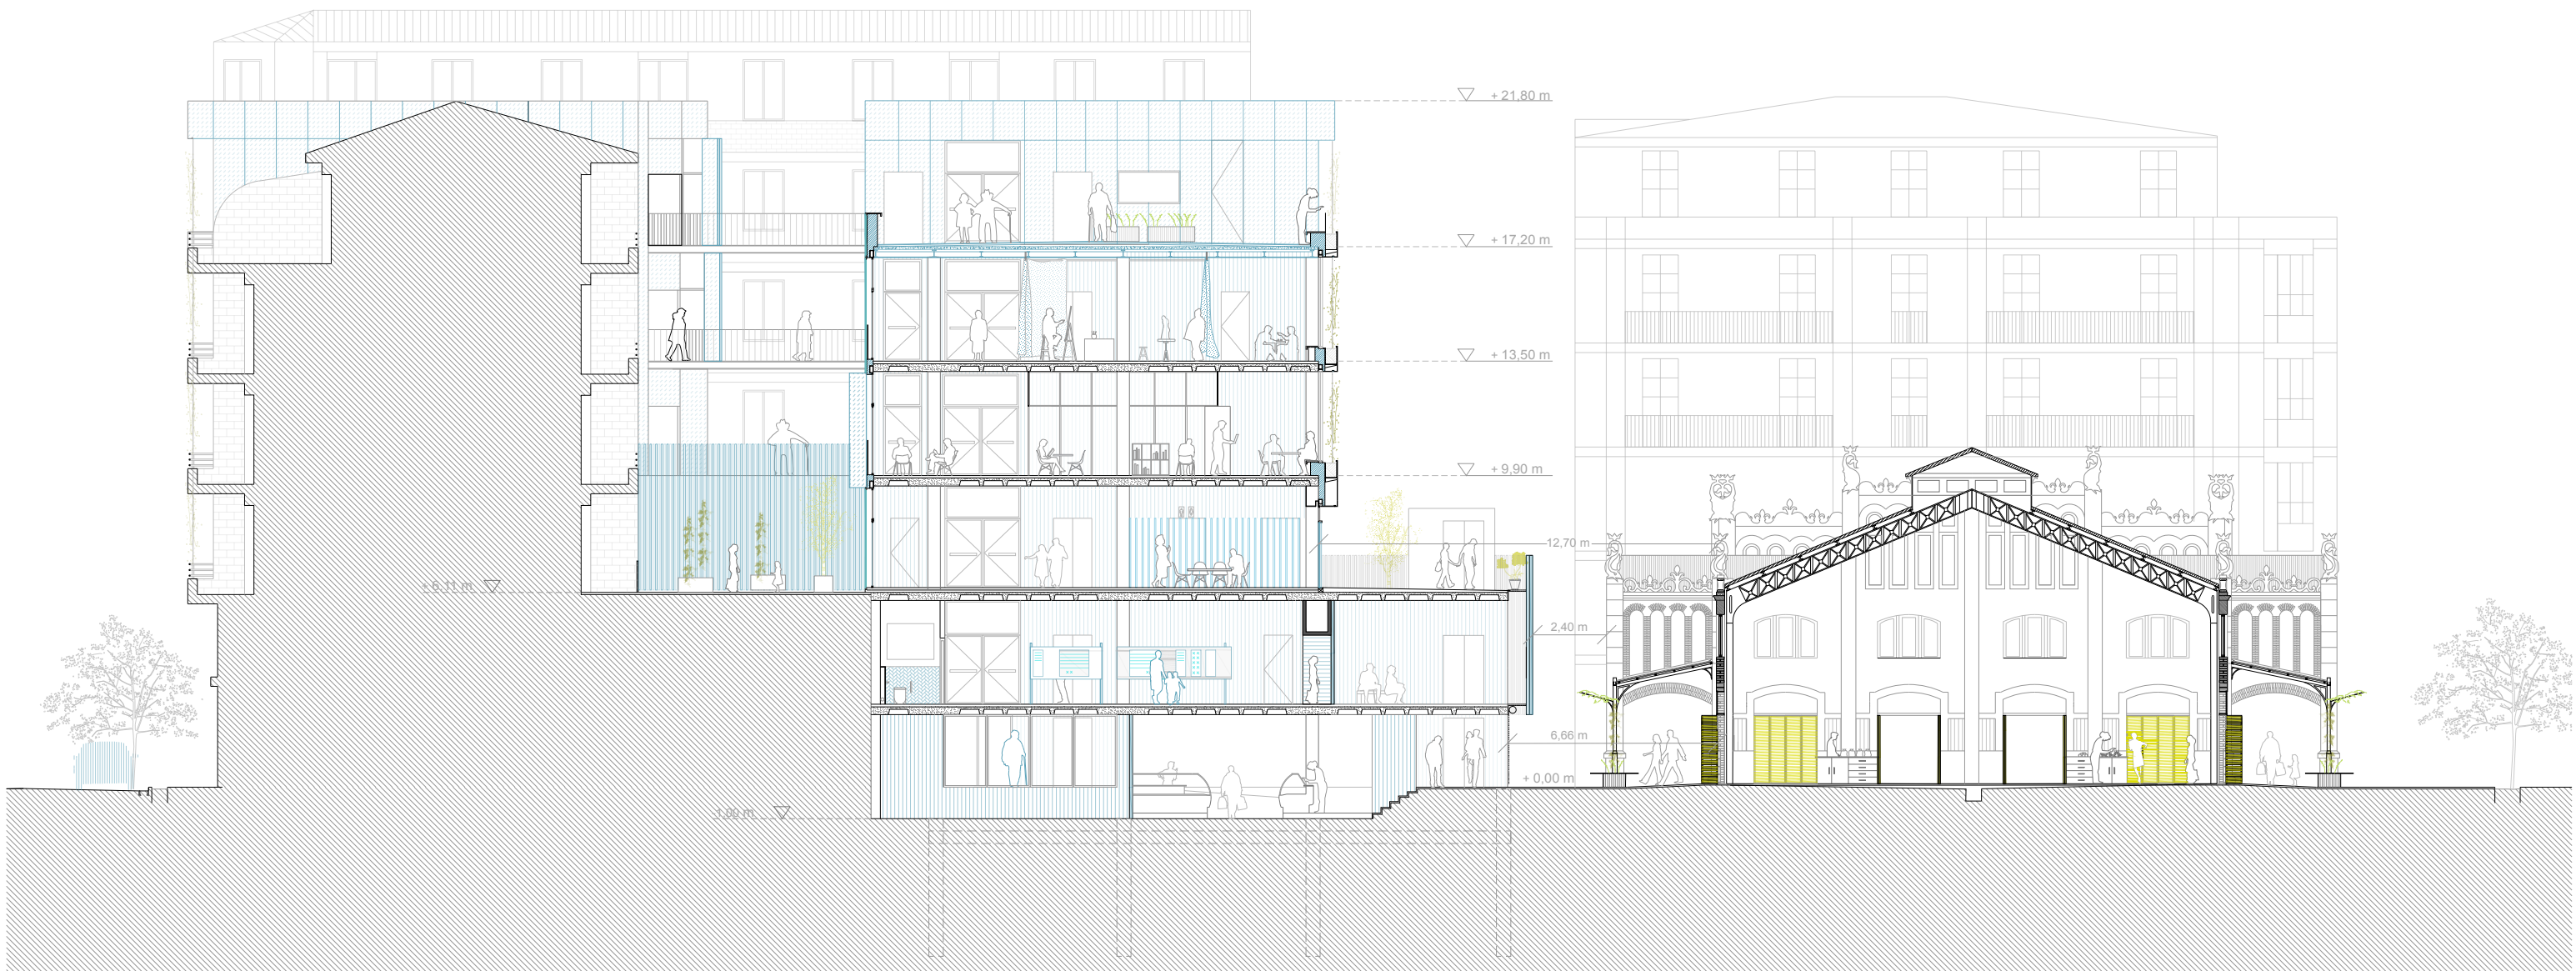 + 21,80 m
+ 17,20 m
+ 13,50 m
+ 9,90 m
12,70 m
+ 6,11 m
2,40 m
6,66 m
+ 0,00 m
-1,00 m